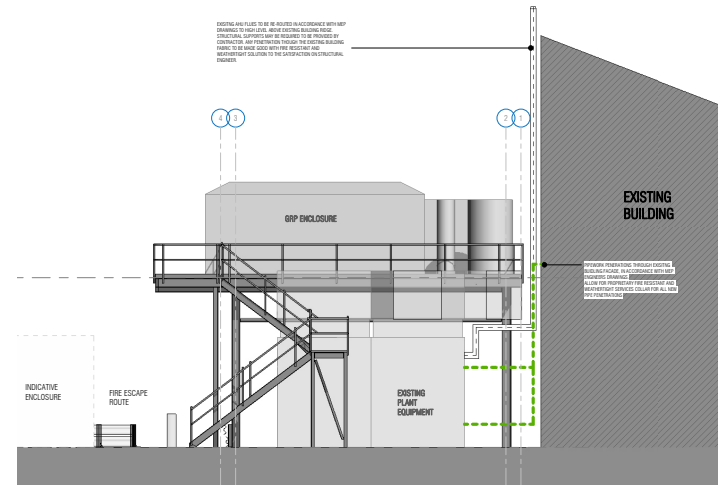 EXISTING AHU FLUES TO BE RE-ROUTED IN ACCORDANCE WITH MEP
DRAWINGS TO HIGH LEVEL ABOVE EXISTING BUILDING RIDGE.
STRUCTURAL SUPPORTS MAY BE REQUIRED TO BE PROVIDED BY
CONTRACTOR. ANY PENETRATION THOUGH THE EXISTING BUILDING
FABRIC TO BE MADE GOOD WITH FIRE RESISTANT AND
WEATHERTIGHT SOLUTION TO THE SATISFACTION ON STRUCTURAL
ENGINEER
4 3 2 1
EXISTING
BUILDING
GRP ENCLOSURE
PIPEWORK PENERATIONS THROUGH EXISITNG
BUIDLING FACADE, IN ACCORDANCE WITH MEP
ENGINEERS DRAWINGS.
ALLOW FOR PROPRIETARY FIRE RESISTANT AND
WEATHERTIGHT SERVICES COLLAR FOR ALL NEW
PIPE PENETRATIONS
INDICATIVE
ENCLOSURE
FIRE ESCAPE
ROUTE
EXISTING
PLANT
EQUIPMENT